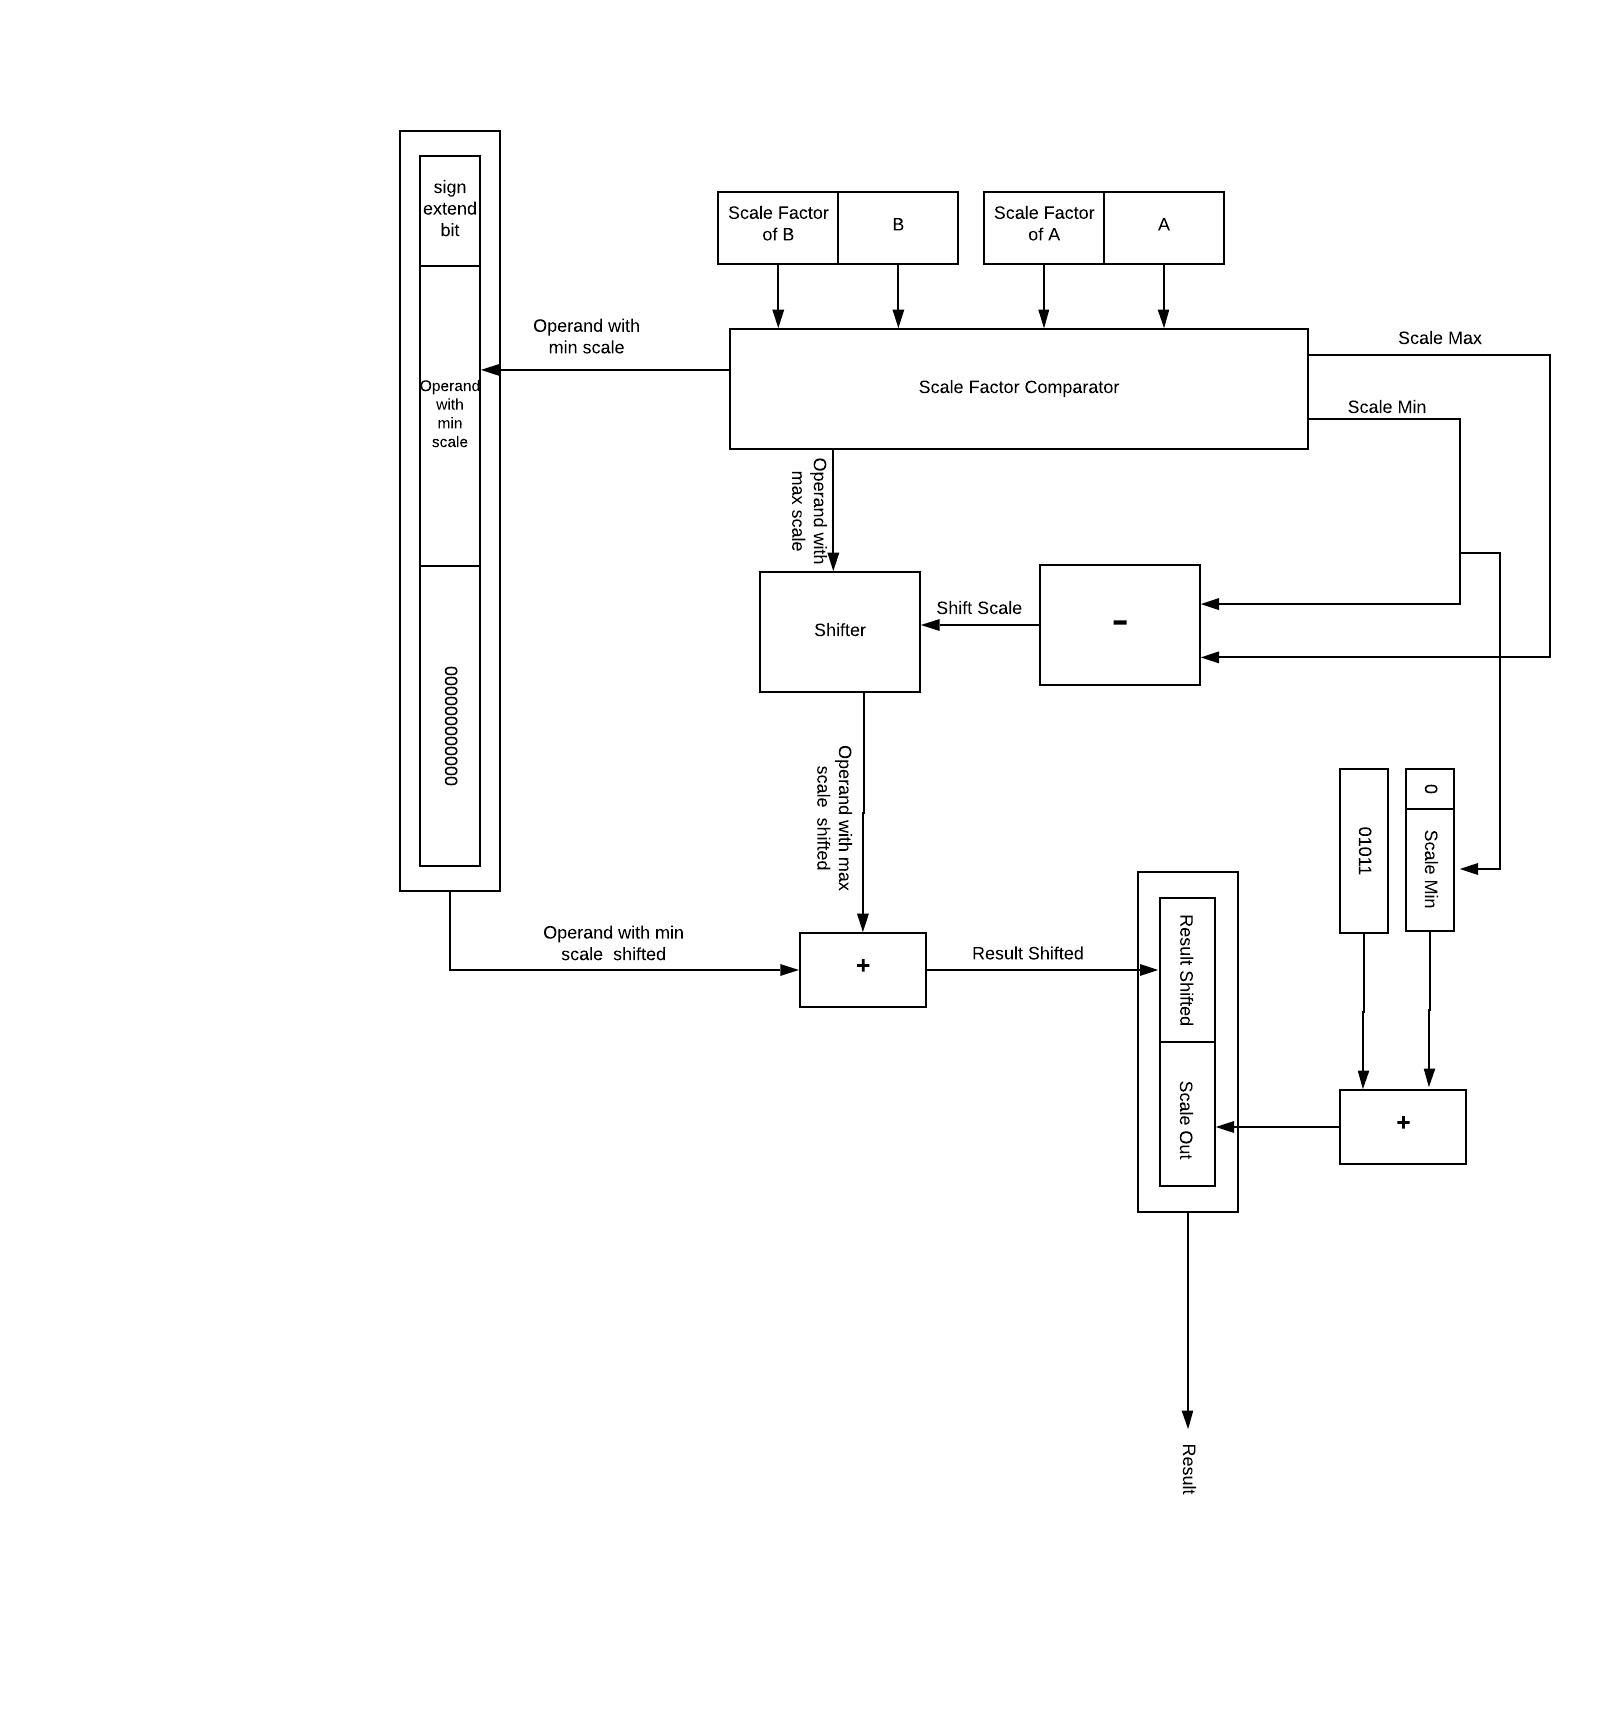 sign
extend
bit
Operand
with
min
scale
000000000000
Scale Factor
of B
B
Scale Factor
of A
A
Operand with
min scale
Scale Factor Comparator
Scale Max
Scale Min
Operand with
max scale
Shifter
Shift Scale
-
Operand with max
scale shifted
01011
0
Scale Min
Operand with min
scale shifted
+
Result Shifted
Result Shifted
Scale Out
+
Result